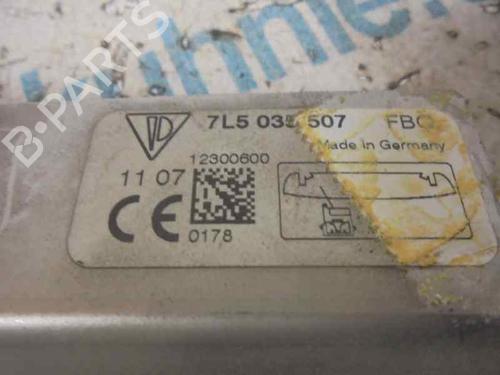 7L5 035 507 FBC
Made in Germany
12300600
11 07
CE
0178
B-PARTS